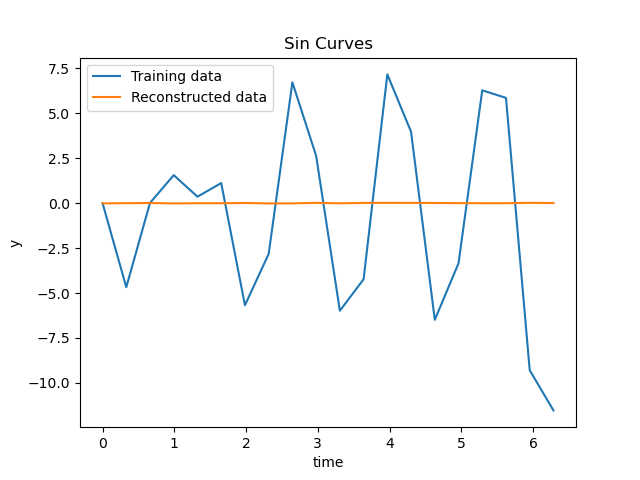 Sin Curves
Training data
Reconstructed data
7.5
5.0
2.5
0.0
−2.5
−5.0
−7.5
−10.0
y
0 1 2 3 4 5 6
time